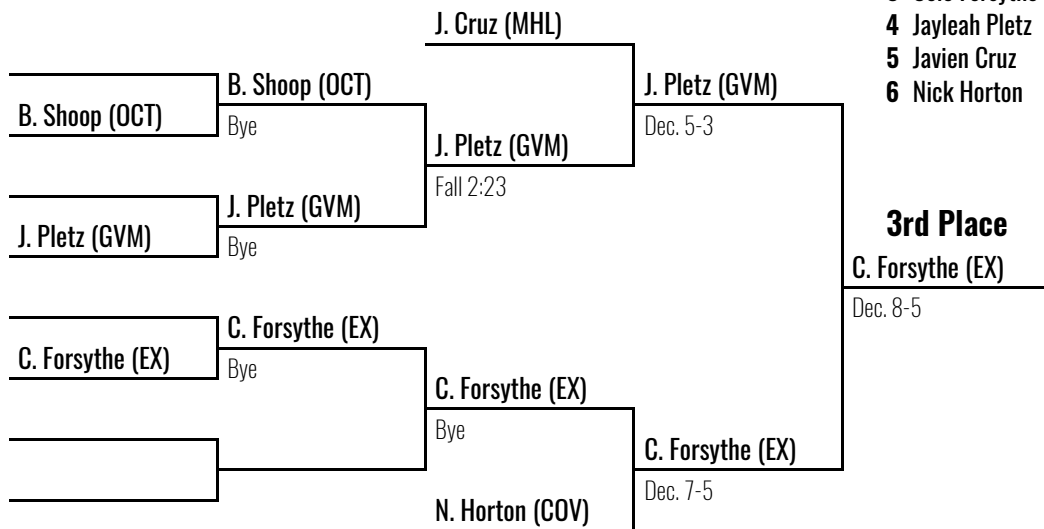 J. Cruz (MHL)
B. Shoop (OCT)
B. Shoop (OCT)
Bye
J. Pletz (GVM)
Fall 2:23
J. Pletz (GVM)
Dec. 5-3
J. Pletz (GVM)
J. Pletz (GVM)
Bye
C. Forsythe (EX)
C. Forsythe (EX)
Bye
C. Forsythe (EX)
Bye
N. Horton (COV)
C. Forsythe (EX)
Dec. 7-5
4 Jayleah Pletz
5 Javien Cruz
6 Nick Horton
3rd Place
C. Forsythe (EX)
Dec. 8-5